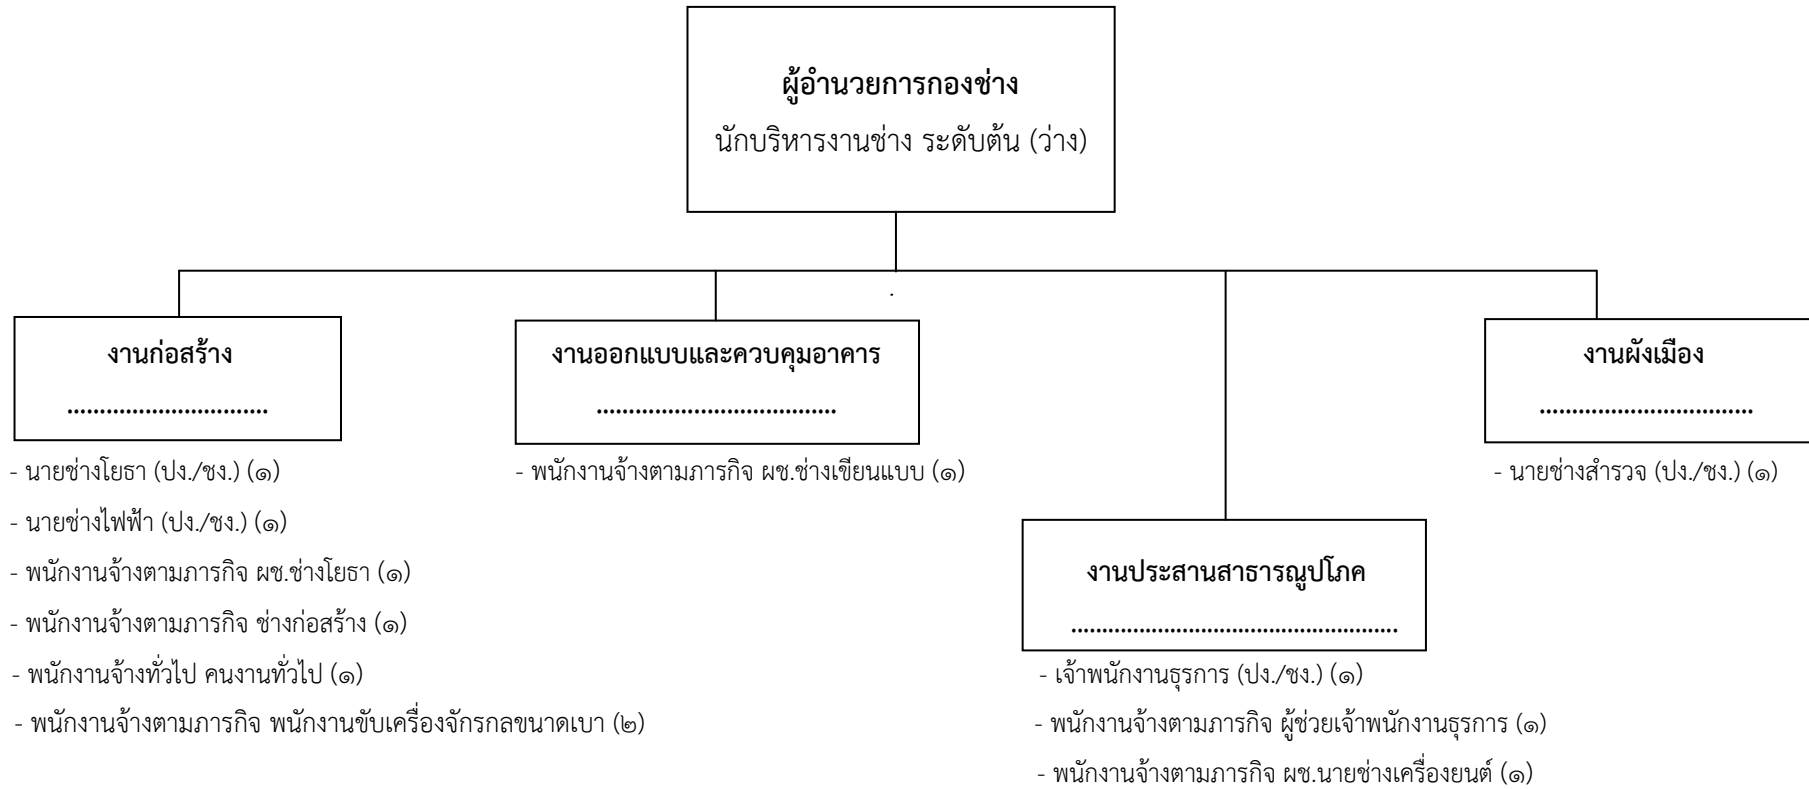 ผู้อำนวยการกองช่าง
นักบริหารงานช่าง ระดับต้น (ว่าง)
งานก่อสร้าง
...............................
- นายช่างโยธา (ปง./ชง.) (๑)
- นายช่างไฟฟ้า (ปง./ชง.) (๑)
- พนักงานจ้างตามภารกิจ ผช.ช่างโยธา (๑)
- พนักงานจ้างตามภารกิจ ช่างก่อสร้าง (๑)
- พนักงานจ้างทั่วไป คนงานทั่วไป (๑)
- พนักงานจ้างตามภารกิจ พนักงานขับเครื่องจักรกลขนาดเบา (๒)
งานออกแบบและควบคุมอาคาร
.....................................
- พนักงานจ้างตามภารกิจ ผช.ช่างเขียนแบบ (๑)
งานประสานสาธารณูปโภค
...................................................
- เจ้าพนักงานธุรการ (ปง./ชง.) (๑)
- พนักงานจ้างตามภารกิจ ผู้ช่วยเจ้าพนักงานธุรการ (๑)
- พนักงานจ้างตามภารกิจ ผช.นายช่างเครื่องยนต์ (๑)
งานผังเมือง
.................................
- นายช่างสำรวจ (ปง./ชง.) (๑)